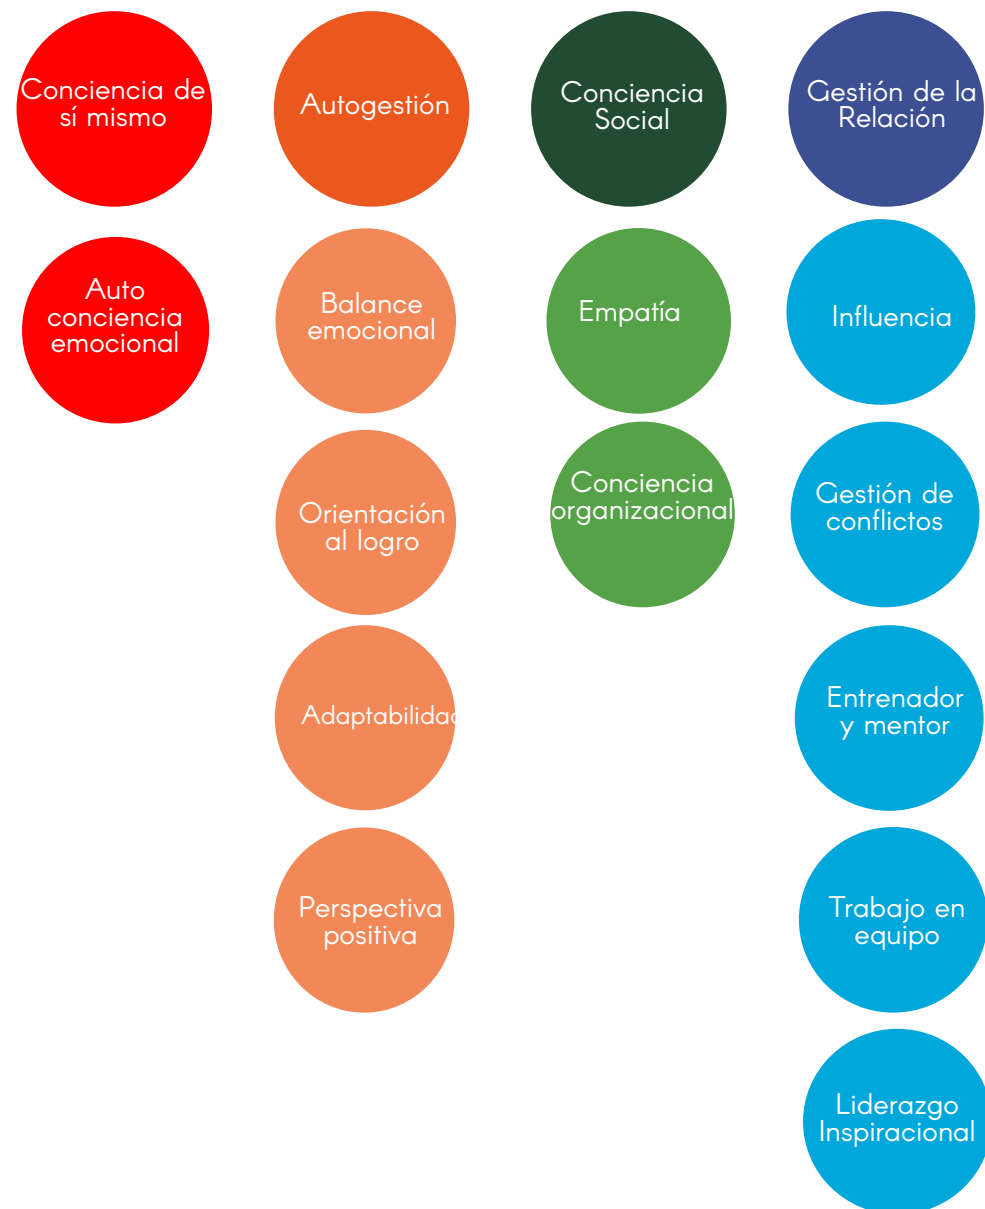 Conciencia de
sí mismo
Autogestión
Conciencia
Social
Gestión de la
Relación
Auto
conciencia
emocional
Balance
emocional
Empatía
Influencia
Orientación
al logro
Conciencia
organizacional
Gestión de
conflictos
Adaptabilidad
Entrenador
y mentor
Perspectiva
positiva
Trabajo en
equipo
Liderazgo
Inspiracional